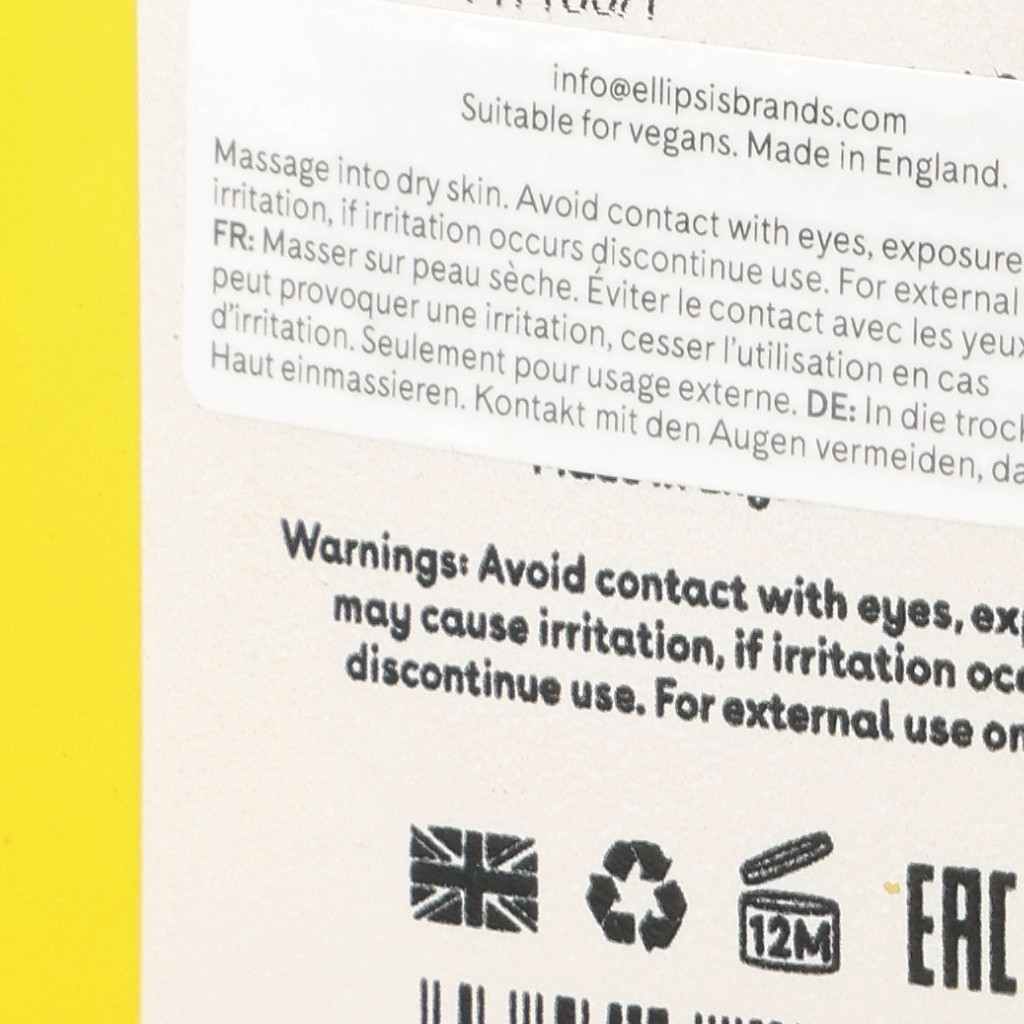 info@ellipsisbrands.com
Suitable for vegans. Made in England.
Massage into dry skin. Avoid contact with eyes, exposure
irritation, if irritation occurs discontinue use. For external
FR: Masser sur peau sèche. Éviter le contact avec les yeux
peut provoquer une irritation, cesser l'utilisation en cas
d'irritation. Seulement pour usage externe. DE: In die troc
Haut einmassieren. Kontakt mit den Augen vermeiden, da
Warnings: Avoid contact with eyes, exp
may cause irritation, if irritation occ
discontinue use. For external use on
12M
EAC